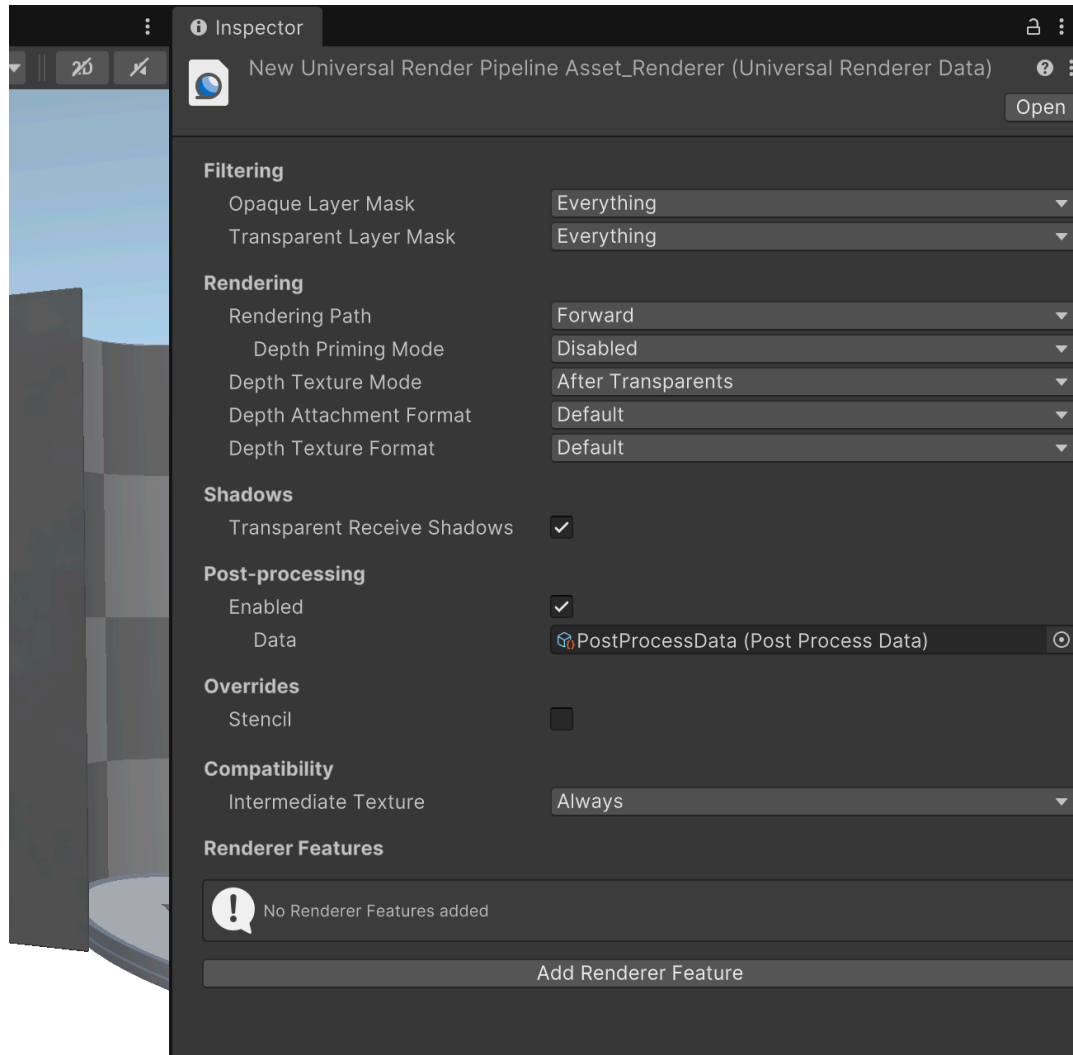 Inspector
New Universal Render Pipeline Asset_Renderer (Universal Renderer Data)
Open
Filtering
Opaque Layer Mask Everything
Transparent Layer Mask Everything
Rendering
Rendering Path Forward
Depth Priming Mode Disabled
Depth Texture Mode After Transparents
Depth Attachment Format Default
Depth Texture Format Default
Shadows
Transparent Receive Shadows
Post-processing
Enabled
Data PostProcessData (Post Process Data)
Overrides
Stencil
Compatibility
Intermediate Texture Always
Renderer Features
No Renderer Features added
Add Renderer Feature